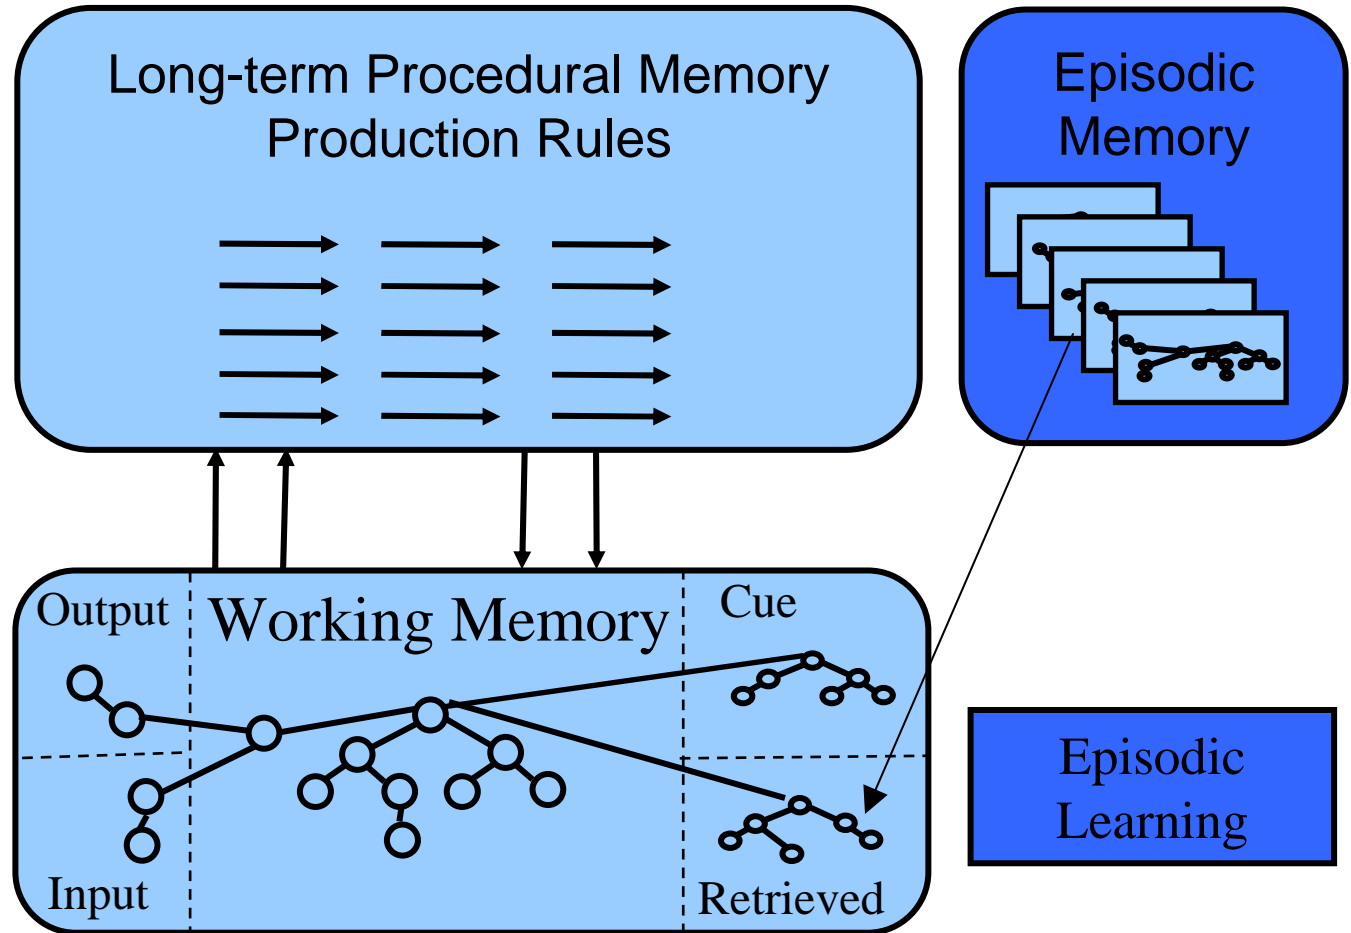 Long-term Procedural Memory
Production Rules
Episodic
Memory
Output
Working Memory
Cue
Input
Retrieved
Episodic
Learning